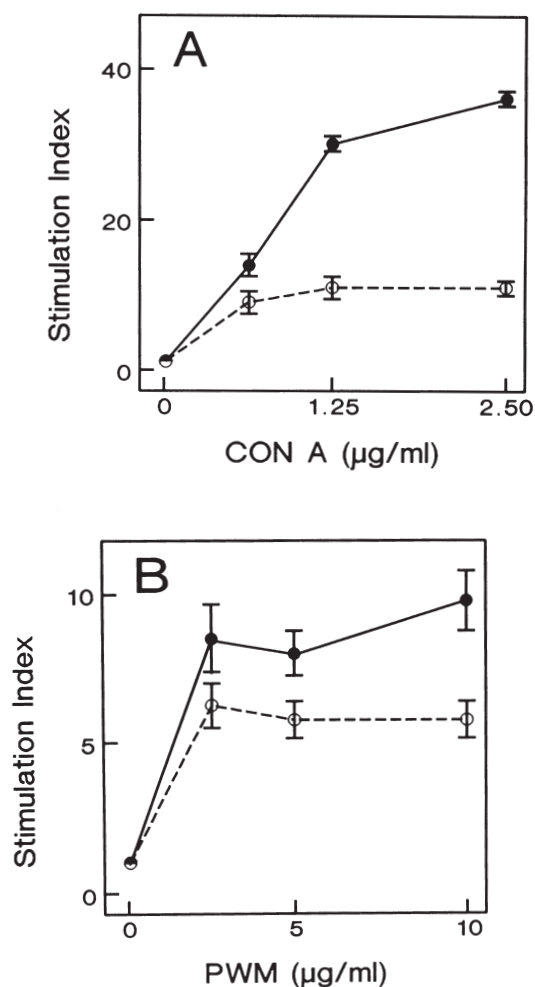 A
40
20
0
Stimulation Index
0 1.25 2.50
CON A (µg/ml)
B
10
5
0
Stimulation Index
0 5 10
PWM (µg/ml)